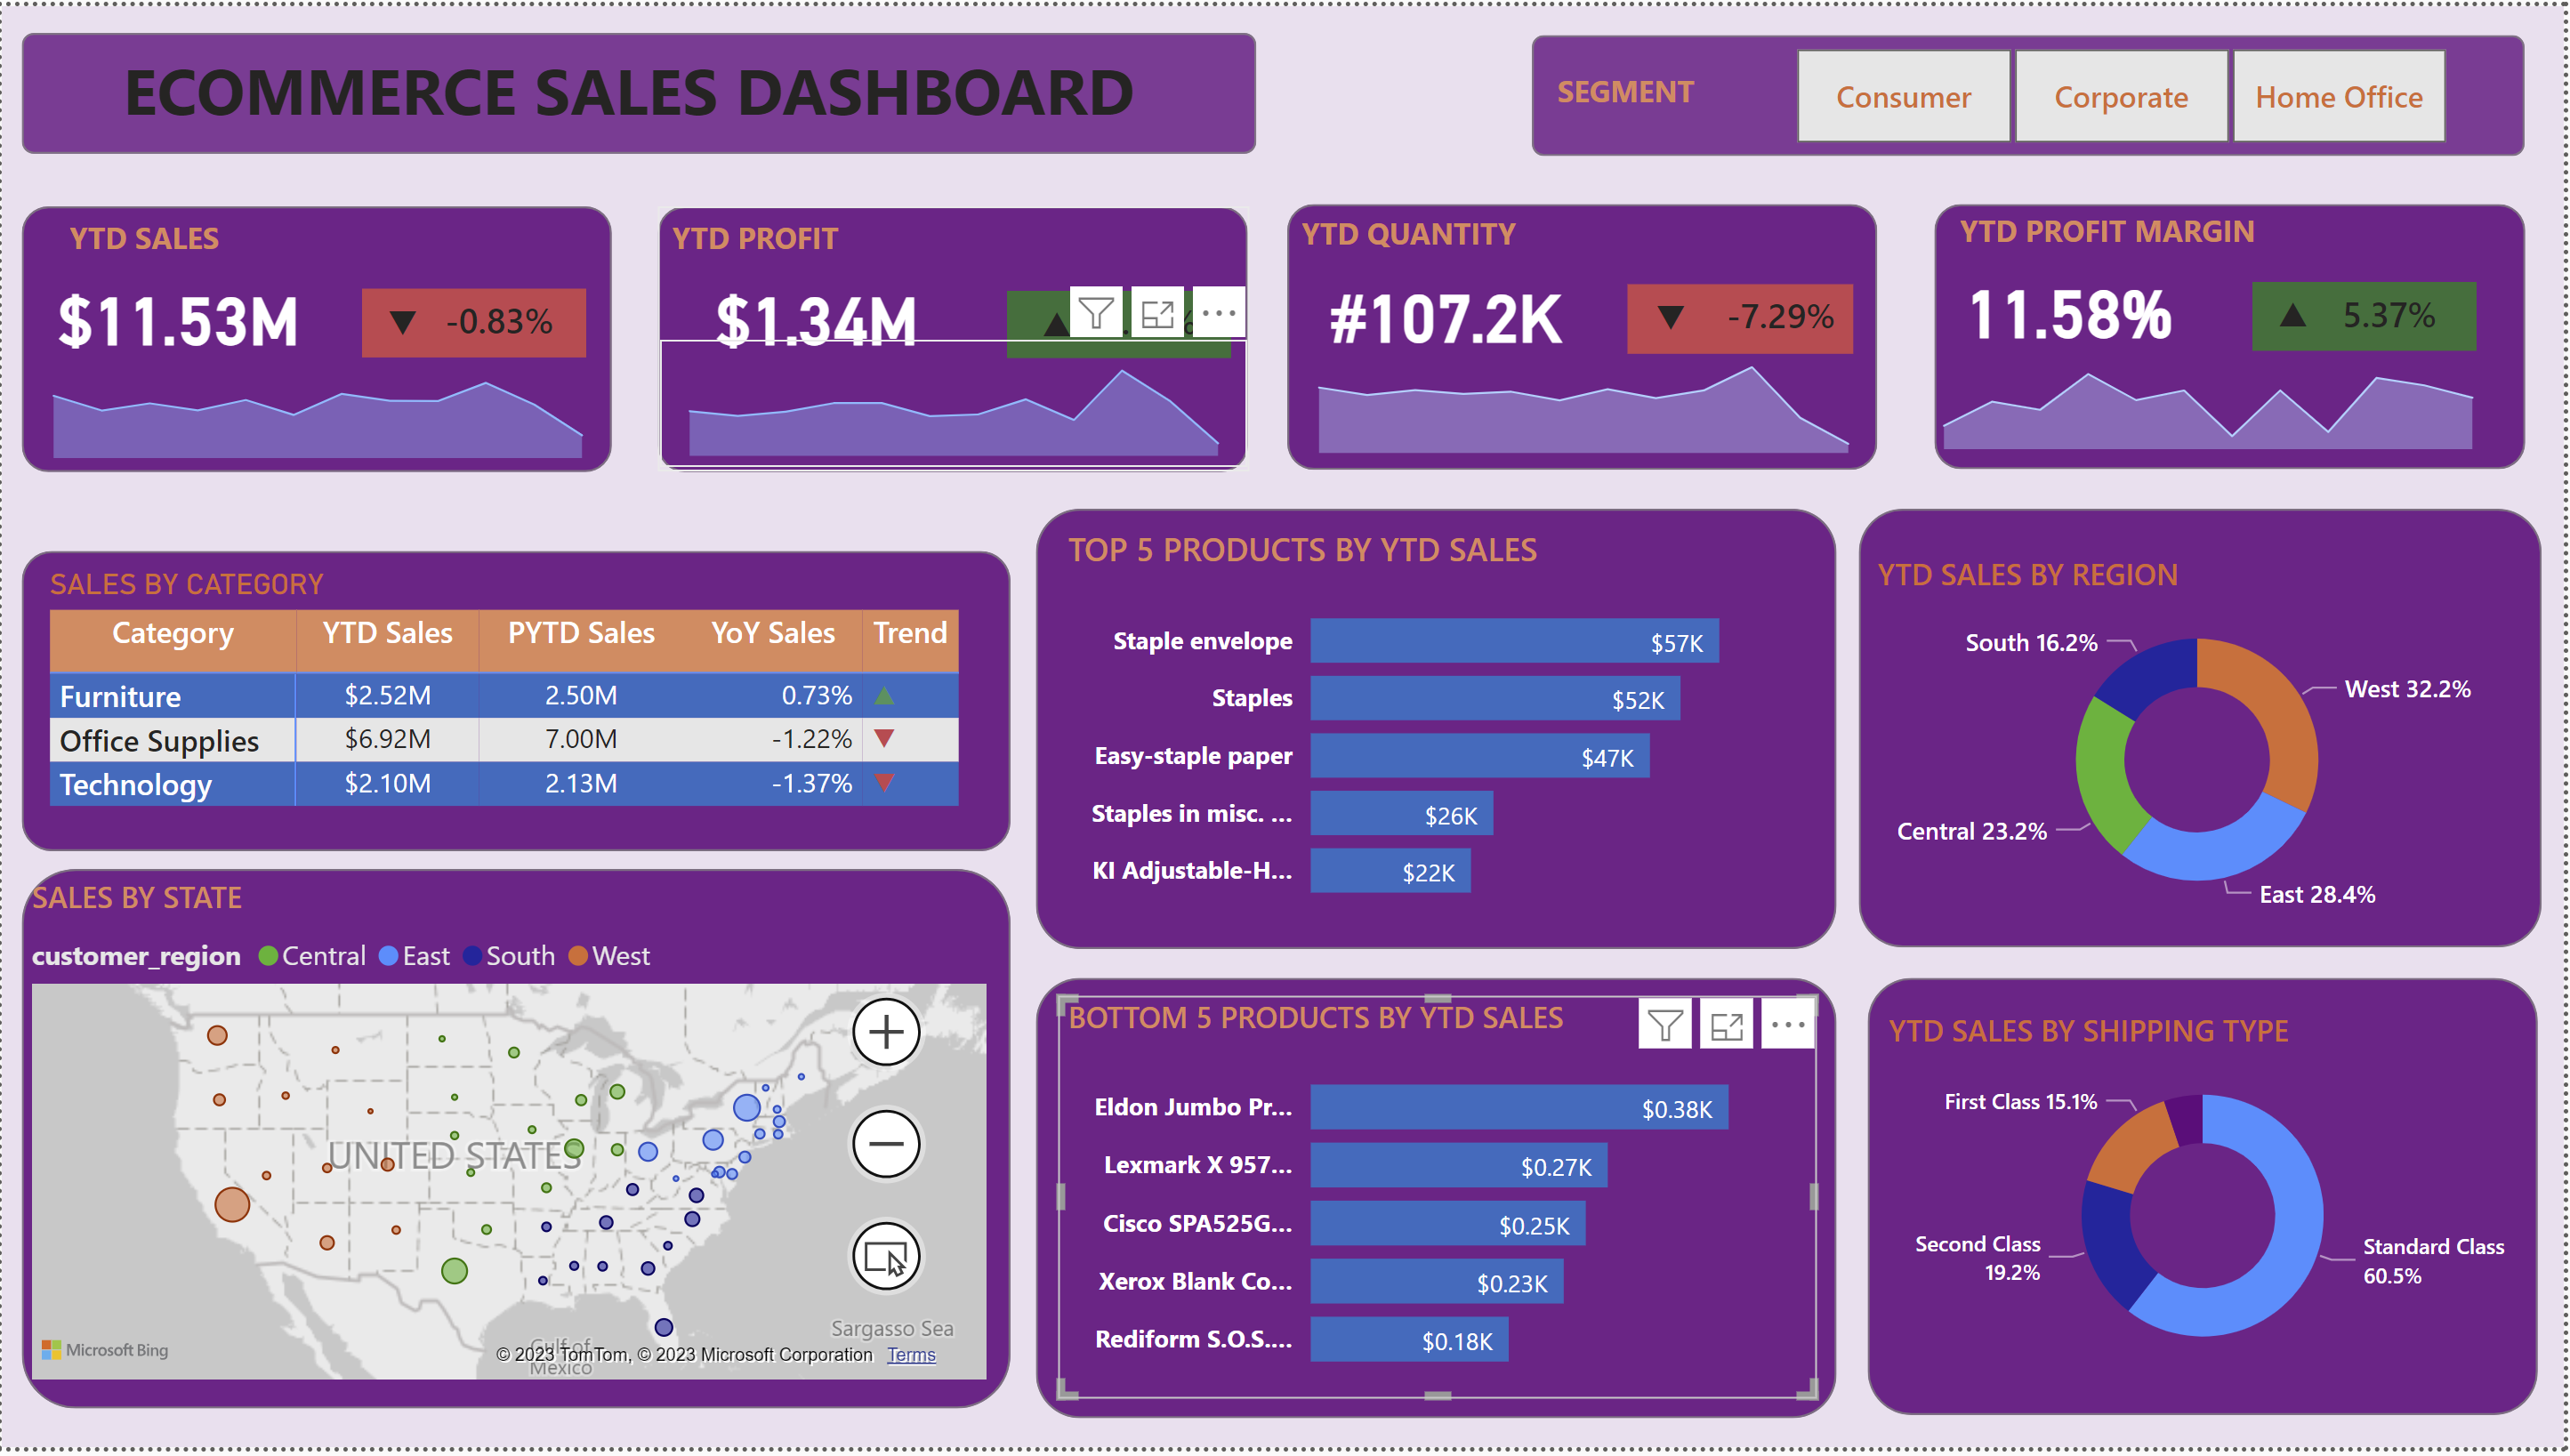 ECOMMERCE SALES DASHBOARD
SEGMENT
Consumer
Corporate
Home Office
YTD SALES
$11.53M
▼ -0.83%
YTD PROFIT
$1.34M
▲
YTD QUANTITY
#107.2K
▼ -7.29%
YTD PROFIT MARGIN
11.58%
▲ 5.37%
SALES BY CATEGORY
Category YTD Sales PYTD Sales YoY Sales Trend
Furniture $2.52M 2.50M 0.73% ▲
Office Supplies $6.92M 7.00M -1.22% ▼
Technology $2.10M 2.13M -1.37% ▼
TOP 5 PRODUCTS BY YTD SALES
Staple envelope $57K
Staples $52K
Easy-staple paper $47K
Staples in misc. ... $26K
KI Adjustable-H... $22K
YTD SALES BY REGION
South 16.2%
West 32.2%
Central 23.2%
East 28.4%
SALES BY STATE
customer_region Central East South West
UNITED STATES
Sargasso Sea
Gulf of
Mexico
Microsoft Bing
© 2023 TomTom, © 2023 Microsoft Corporation Terms
BOTTOM 5 PRODUCTS BY YTD SALES
Eldon Jumbo Pr... $0.38K
Lexmark X 957... $0.27K
Cisco SPA525G... $0.25K
Xerox Blank Co... $0.23K
Rediform S.O.S.... $0.18K
YTD SALES BY SHIPPING TYPE
First Class 15.1%
Second Class
19.2%
Standard Class
60.5%